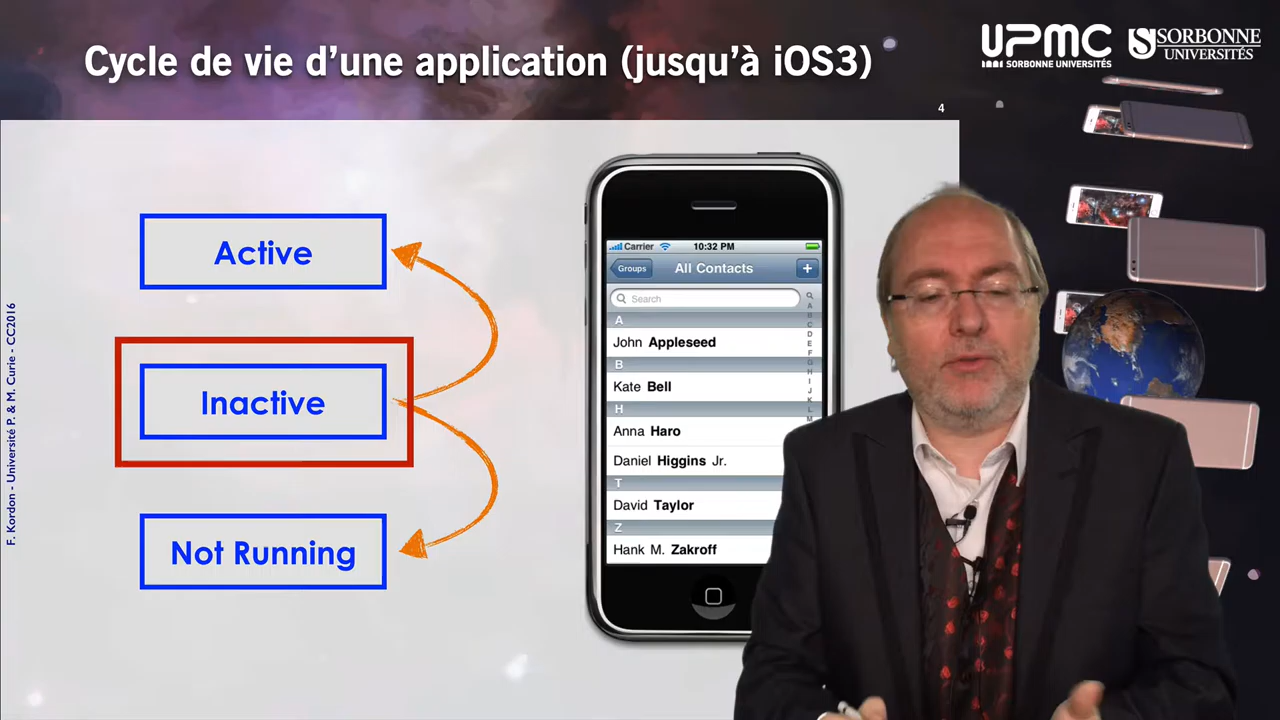 Cycle de vie d'une application (jusqu'à iOS3)
UPMC
SORBONNE UNIVERSITÉS
SORBONNE
UNIVERSITÉS
4
Active
Inactive
Not Running
F. Kordon - Université P. & M. Curie - CC2016
Carrier
10:32 PM
Groups
All Contacts
+
Search
A
John Appleseed
B
Kate Bell
H
Anna Haro
Daniel Higgins Jr.
T
David Taylor
Z
Hank M. Zakroff
A
B
C
D
E
F
G
H
I
J
K
L
M